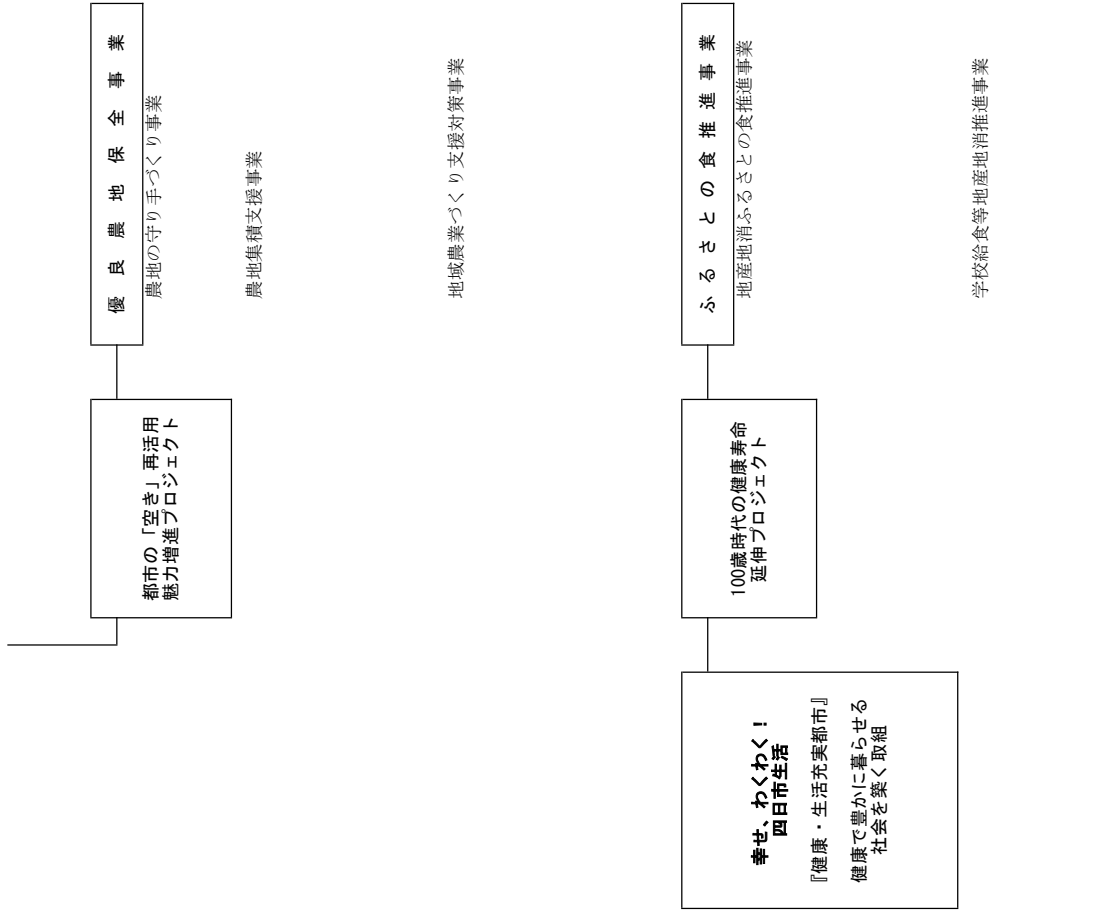 都市の「空き」再活用
魅力増進プロジェクト
優良農地保全事業
農地の守り手づくり事業
農地集積支援事業
地域農業づくり支援対策事業
幸せ、わくわく！
四日市生活
『健康・生活充実都市』
健康で豊かに暮らせる
社会を築く取組
100歳時代の健康寿命
延伸プロジェクト
ふるさとの食推進事業
地産地消ふるさとの食推進事業
学校給食等地産地消推進事業